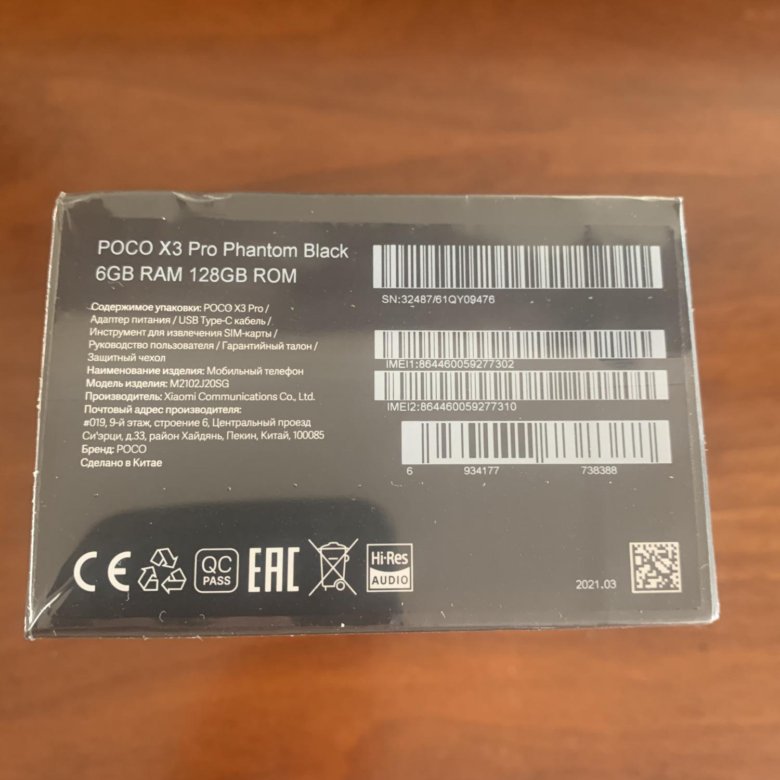 POCO X3 Pro Phantom Black
6GB RAM 128GB ROM
Содержимое упаковки: POCO X3 Pro /
Адаптер питания / USB Type-C кабель /
Инструмент для извлечения SIM-карты /
Руководство пользователя / Гарантийный талон /
Защитный чехол
Наименование изделия: Мобильный телефон
Модель изделия: M2102J20SG
Производитель: Xiaomi Communications Co., Ltd.
Почтовый адрес производителя:
#019, 9-й этаж, строение 6, Центральный проезд
Си'эрци, д.33, район Хайдянь, Пекин, Китай, 100085
Бренд: POCO
Сделано в Китае
SN:32487/61QY09476
IMEI1:864460059277302
IMEI2:864460059277310
6 934177 738388
CE
QC
PASS
EAC
Hi-Res
AUDIO
2021.03